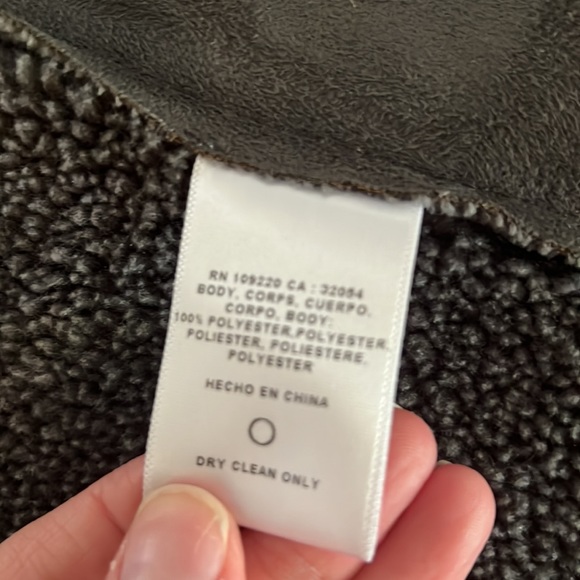 RN 109220 CA : 32054
BODY, CORPS, CUERPO,
CORPO, BODY:
100% POLYESTER,POLYESTER,
POLIESTER, POLIESTERE,
POLYESTER
HECHO EN CHINA
DRY CLEAN ONLY